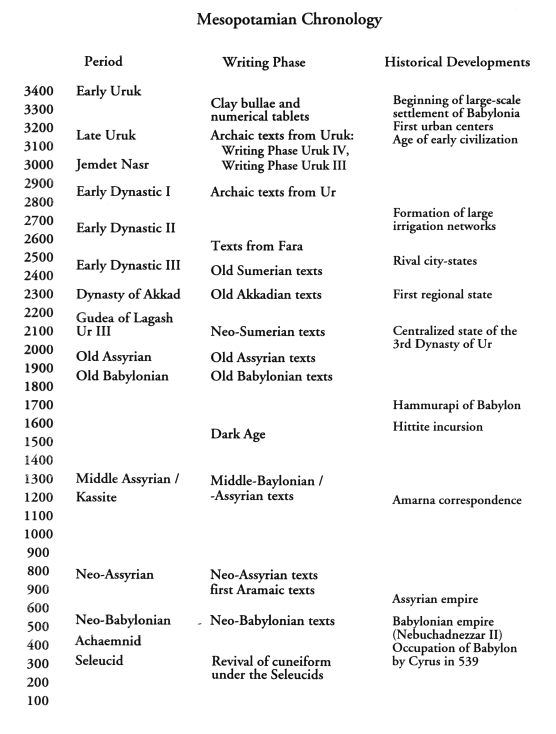 Mesopotamian Chronology
Period Writing Phase Historical Developments
3400 Early Uruk
Clay bullae and Beginning of large-scale
3300 numerical tablets settlement of Babylonia
3200 First urban centers
Late Uruk Archaic texts from Uruk: Age of early civilization
3100 Writing Phase Uruk IV,
3000 Jemdet Nasr Writing Phase Uruk III
2900
Early Dynastic I Archaic texts from Ur
2800
2700 Formation of large
Early Dynastic II irrigation networks
2600
Texts from Fara
2500 Early Dynastic III Rival city-states
2400 Old Sumerian texts
2300 Dynasty of Akkad Old Akkadian texts First regional state
2200 Gudea of Lagash
2100 Ur III Neo-Sumerian texts Centralized state of the
2000 3rd Dynasty of Ur
Old Assyrian Old Assyrian texts
1900 Old Babylonian Old Babylonian texts
1800
1700 Hammurapi of Babylon
1600 Hittite incursion
Dark Age
1500
1400
1300 Middle Assyrian / Middle-Baylonian /
1200 Kassite -Assyrian texts Amarna correspondence
1100
1000
900
800 Neo-Assyrian Neo-Assyrian texts
900 first Aramaic texts
600 Assyrian empire
500 Neo-Babylonian - Neo-Babylonian texts Babylonian empire
(Nebuchadnezzar II)
400 Achaemnid Occupation of Babylon
300 Seleucid Revival of cuneiform by Cyrus in 539
200 under the Seleucids
100